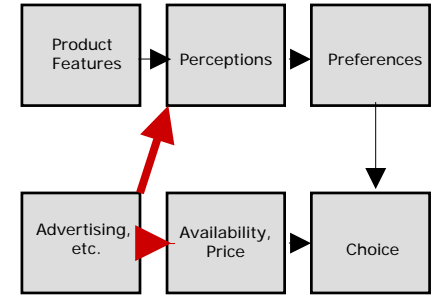 Product
Features
Perceptions
Preferences
Advertising,
etc.
Availability,
Price
Choice